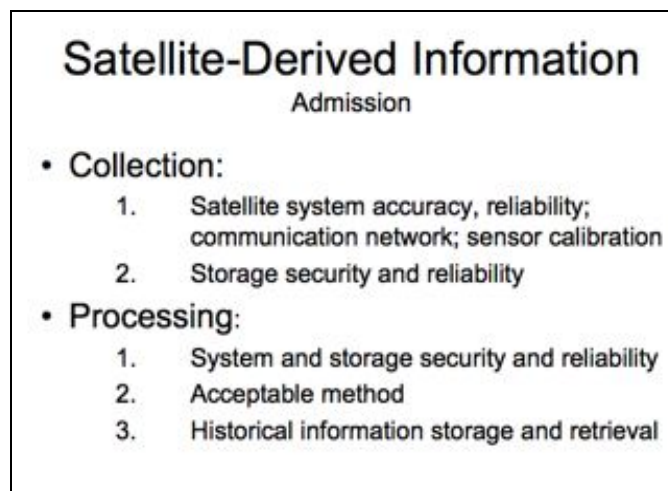 Satellite-Derived Information
Admission
• Collection:
1. Satellite system accuracy, reliability;
communication network; sensor calibration
2. Storage security and reliability
• Processing:
1. System and storage security and reliability
2. Acceptable method
3. Historical information storage and retrieval